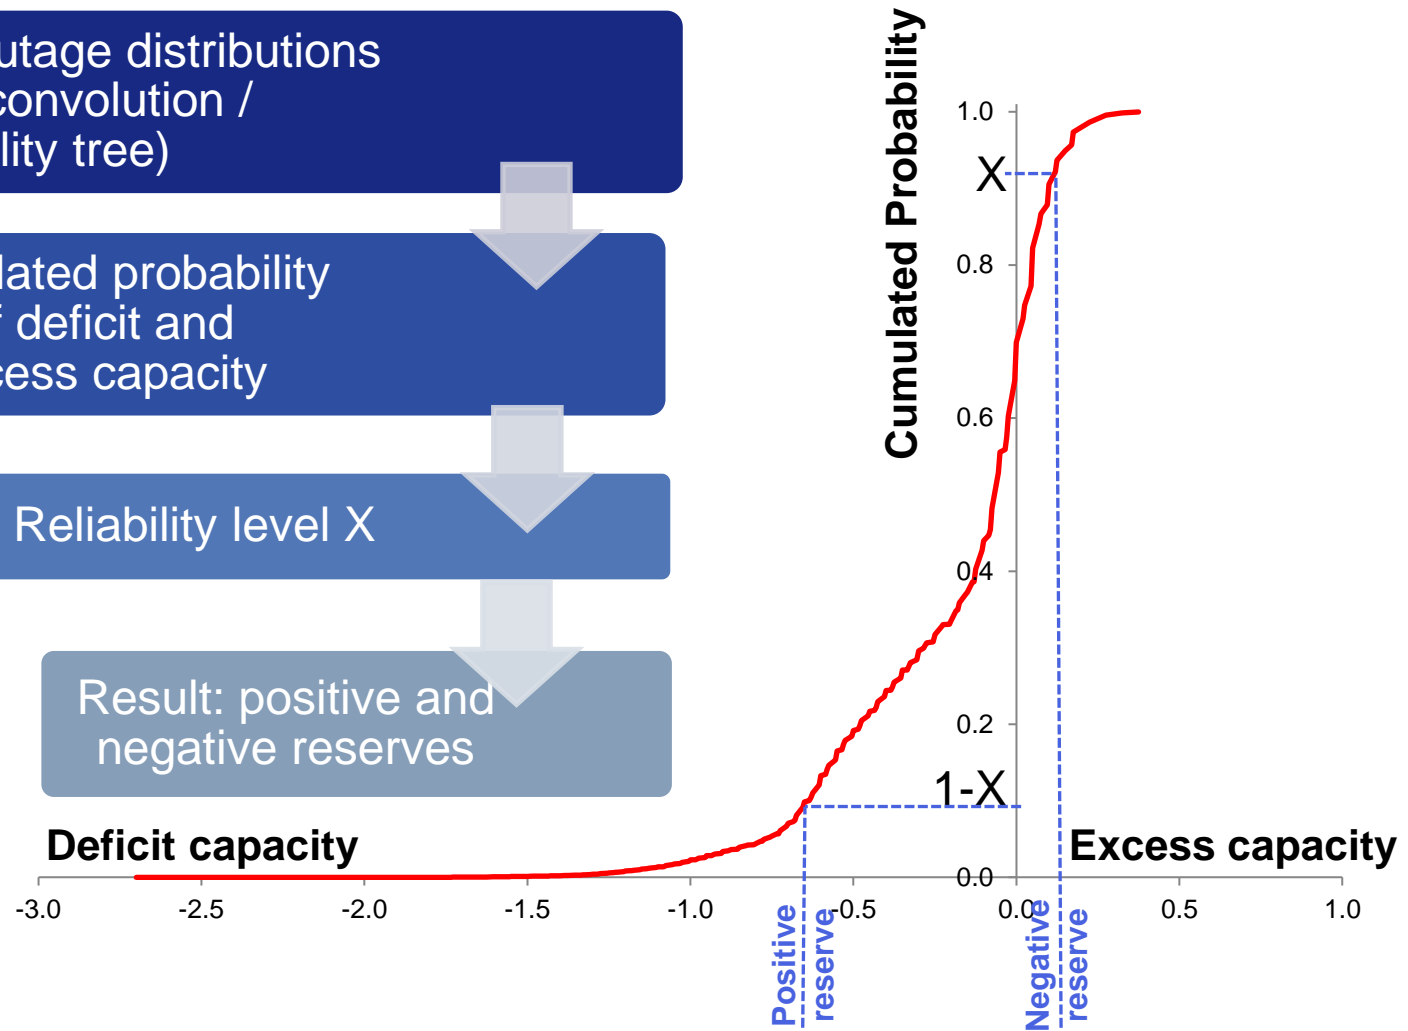 utage distributions
convolution /
lity tree)
lated probability
f deficit and
cess capacity
Reliability level X
Result: positive and
negative reserves
Cumulated Probability
1.0
X
0.8
0.6
0.4
0.2
1-X
0.0
Deficit capacity
Excess capacity
-3.0
-2.5
-2.0
-1.5
-1.0
-0.5
0.0
0.5
1.0
Positive
reserve
Negative
reserve